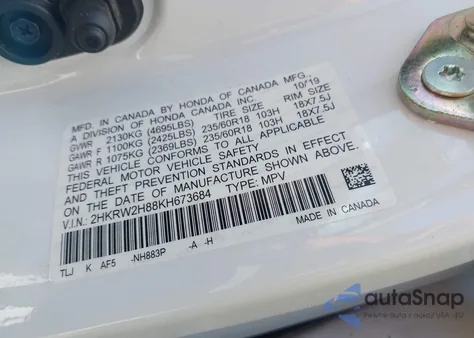 MFD. IN CANADA BY HONDA OF CANADA MFG.
A DIVISION OF HONDA CANADA INC. 10/19
GVWR 2130KG (4695LBS) TIRE SIZE RIM SIZE
GAWR F 1100KG (2425LBS) 235/60R18 103H 18X7.5J
GAWR R 1075KG (2369LBS) 235/60R18 103H 18X7.5J
THIS VEHICLE CONFORMS TO ALL APPLICABLE
FEDERAL MOTOR VEHICLE SAFETY
AND THEFT PREVENTION STANDARDS IN EFFECT
ON THE DATE OF MANUFACTURE SHOWN ABOVE.
V.I.N.: 2HKRW2H88KH673684 TYPE: MPV
TLJ K AF5 -NH883P -A -H
MADE IN CANADA
autoSnap